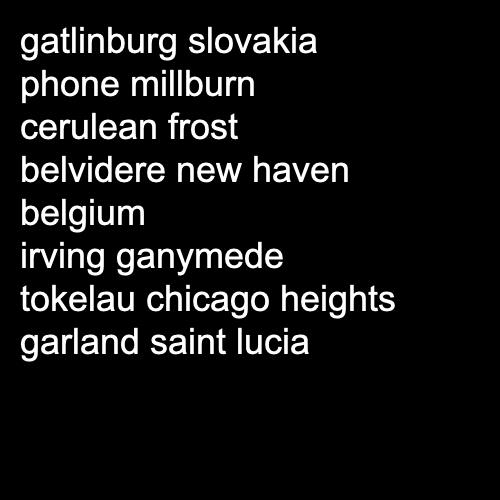 gatlinburg slovakia
phone millburn
cerulean frost
belvidere new haven
belgium
irving ganymede
tokelau chicago heights
garland saint lucia